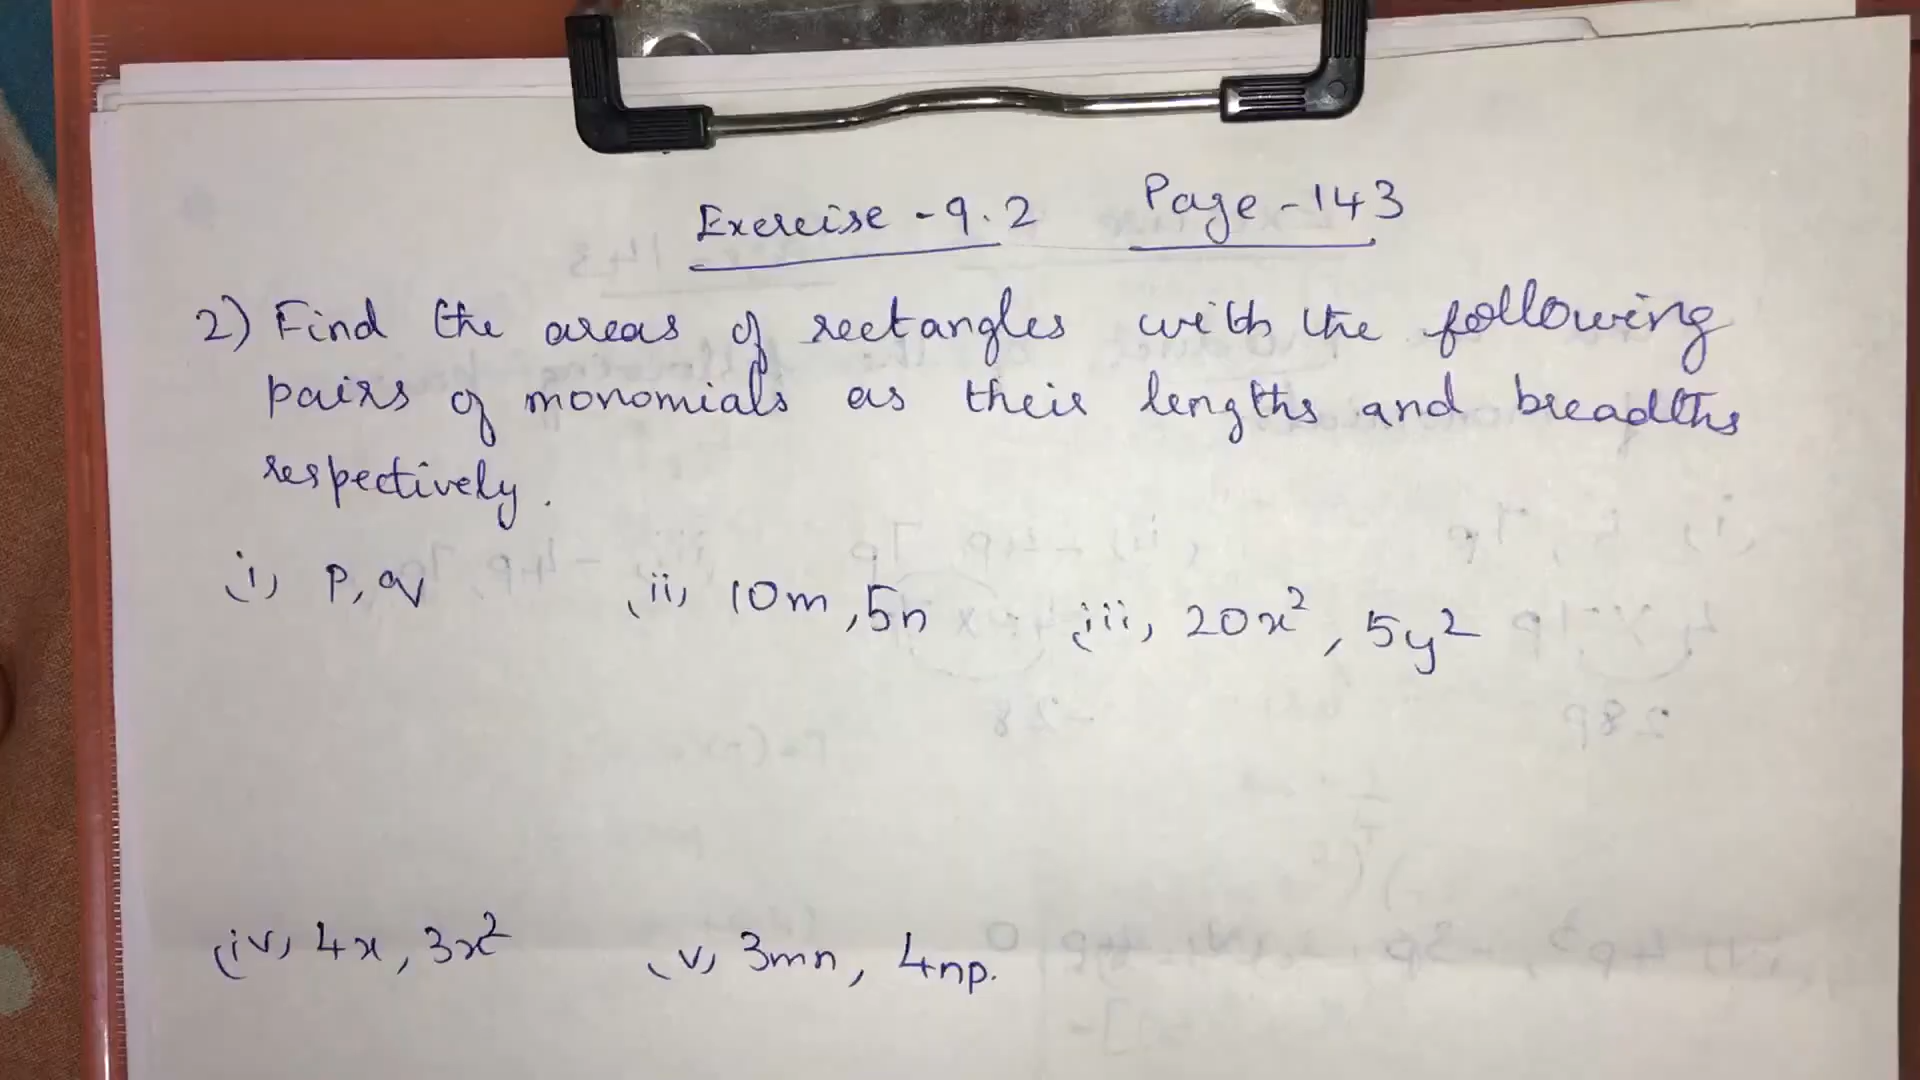 Exercise - 9.2 Page - 143
2) Find the areas of rectangles with the following
pairs of monomials as their lengths and breadths
respectively.
(i) p, q (ii) 10m, 5n (iii) 20x², 5y²
(iv) 4x, 3x² (v) 3mn, 4np.